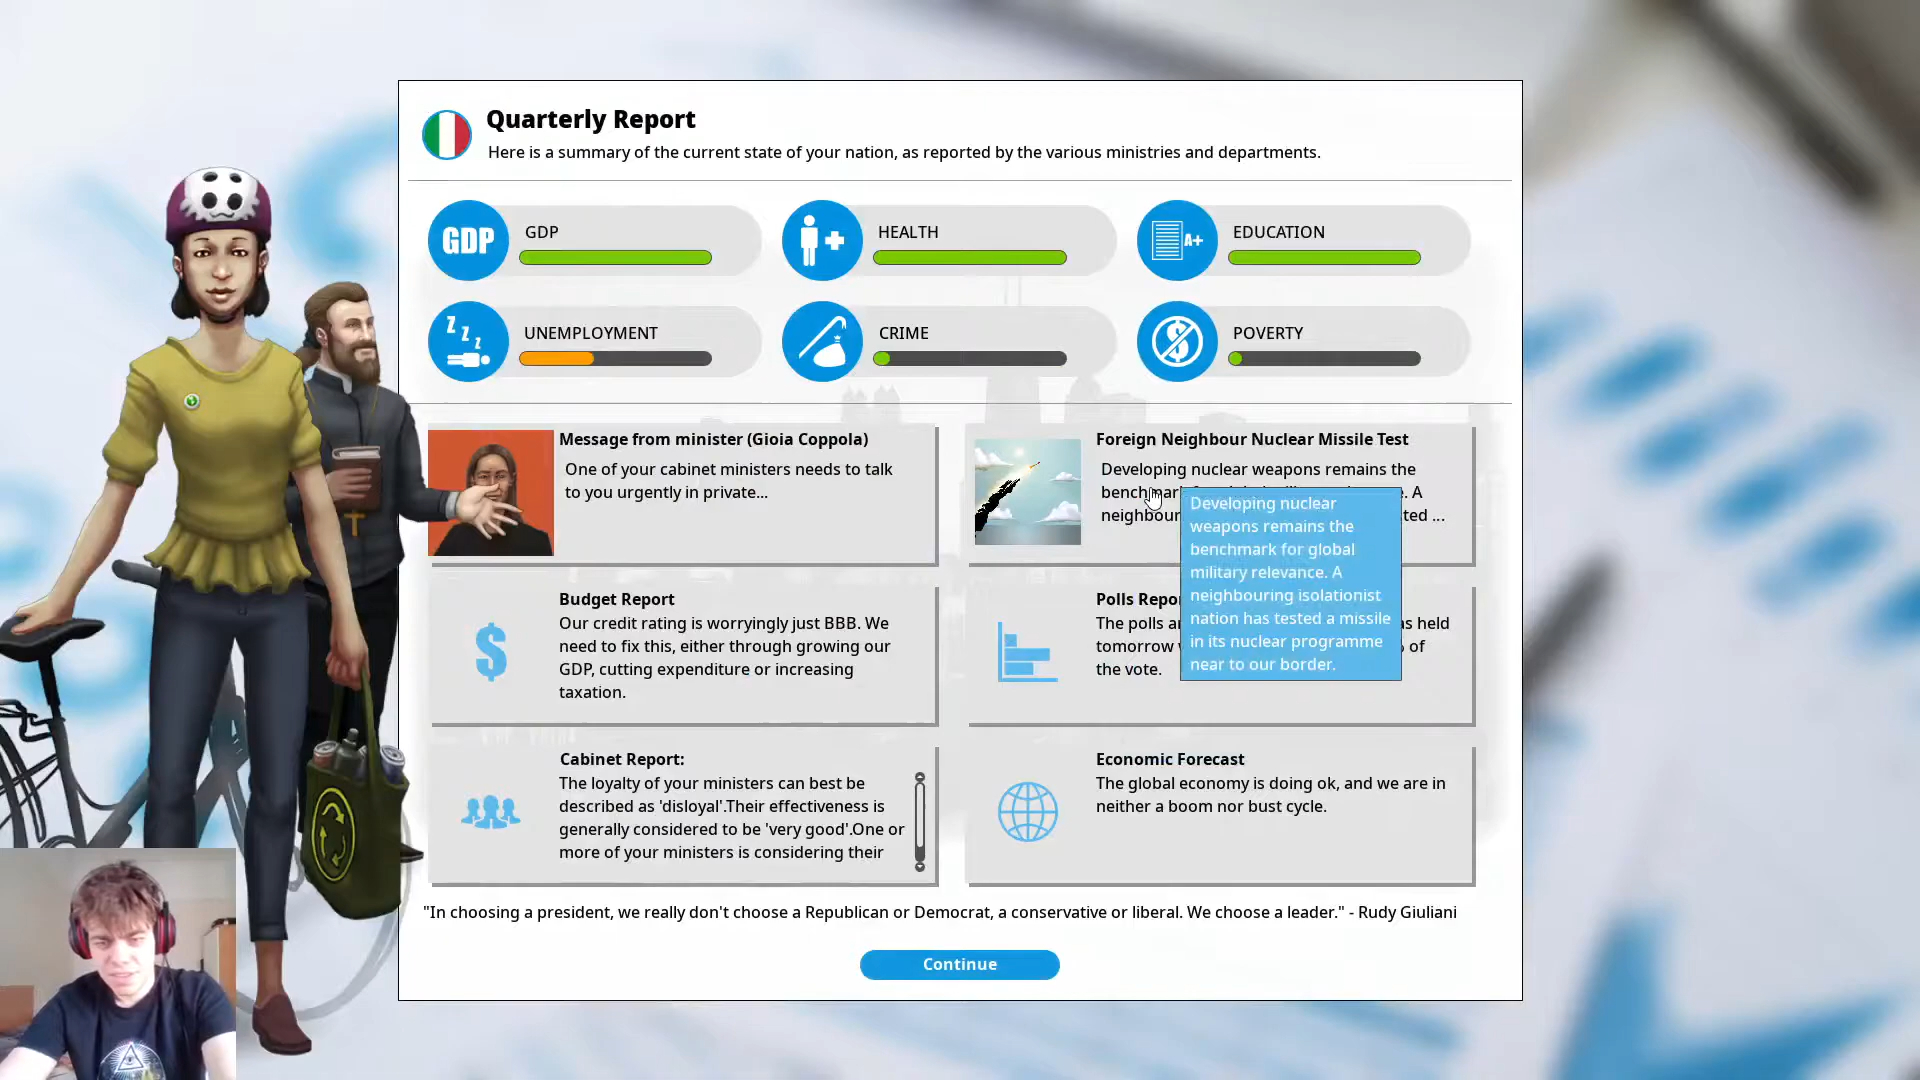 Quarterly Report
Here is a summary of the current state of your nation, as reported by the various ministries and departments.
GDP
GDP
HEALTH
A+
EDUCATION
z
z
z
UNEMPLOYMENT
CRIME
$
POVERTY
Message from minister (Gioia Coppola)
One of your cabinet ministers needs to talk
to you urgently in private...
Foreign Neighbour Nuclear Missile Test
Developing nuclear weapons remains the
A
neighbour
...
Developing nuclear
weapons remains the
benchmark for global
military relevance. A
neighbouring isolationist
nation has tested a missile
in its nuclear programme
near to our border.
$
Budget Report
Our credit rating is worryingly just BBB. We
need to fix this, either through growing our
GDP, cutting expenditure or increasing
taxation.
Polls
The polls held
tomorrow of
the vote.
Cabinet Report:
The loyalty of your ministers can best be
described as 'disloyal'.Their effectiveness is
generally considered to be 'very good'.One or
more of your ministers is considering their
Economic Forecast
The global economy is doing ok, and we are in
neither a boom nor bust cycle.
"In choosing a president, we really don't choose a Republican or Democrat, a conservative or liberal. We choose a leader." - Rudy Giuliani
Continue